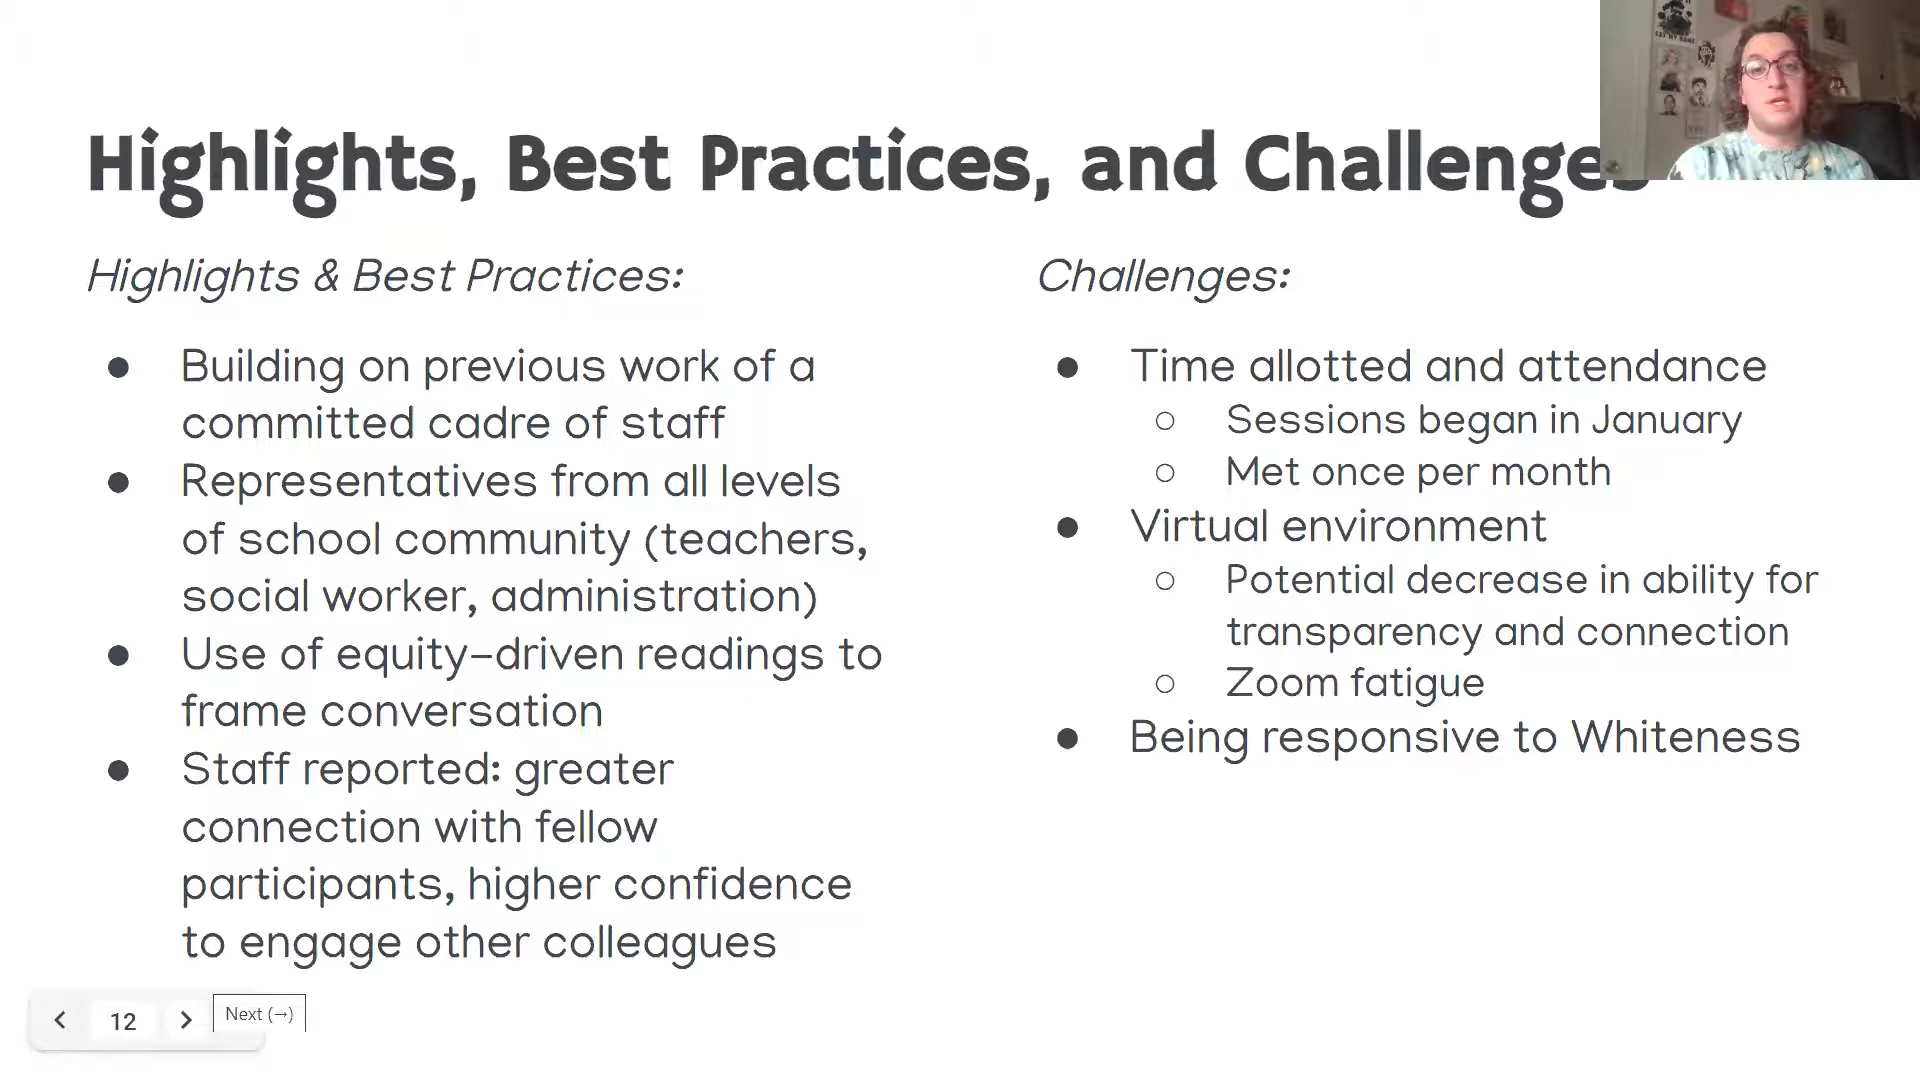 Highlights, Best Practices, and Challenges
Highlights & Best Practices:
● Building on previous work of a
committed cadre of staff
● Representatives from all levels
of school community (teachers,
social worker, administration)
● Use of equity-driven readings to
frame conversation
● Staff reported: greater
connection with fellow
participants, higher confidence
to engage other colleagues
Challenges:
● Time allotted and attendance
○ Sessions began in January
○ Met once per month
● Virtual environment
○ Potential decrease in ability for
transparency and connection
○ Zoom fatigue
● Being responsive to Whiteness
12
Next (→)